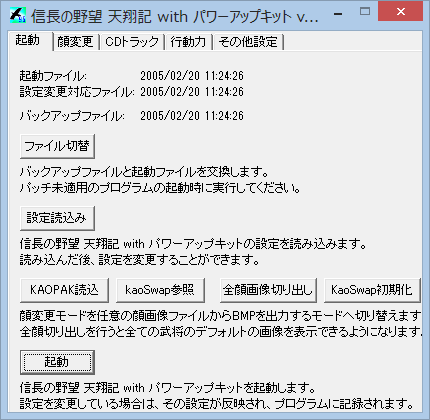 信長の野望 天翔記 with パワーアップキット v...
起動 顔変更 CDトラック 行動力 その他設定
起動ファイル: 2005/02/20 11:24:26
設定変更対応ファイル: 2005/02/20 11:24:26
バックアップファイル: 2005/02/20 11:24:26
ファイル切替
バックアップファイルと起動ファイルを交換します。
パッチ未適用のプログラムの起動時に実行してください。
設定読込み
信長の野望 天翔記 with パワーアップキットの設定を読み込みます。
読み込んだ後、設定を変更することができます。
KAOPAK読込 kaoSwap参照 全顔画像切り出し KaoSwap初期化
顔変更モードを任意の顔画像ファイルからBMPを出力するモードへ切り替えます
全顔切り出しを行うと全ての武将のデフォルトの画像を表示できるようになります.
起動
信長の野望 天翔記 with パワーアップキットを起動します。
設定を変更している場合は、その設定が反映され、プログラムに記録されます。